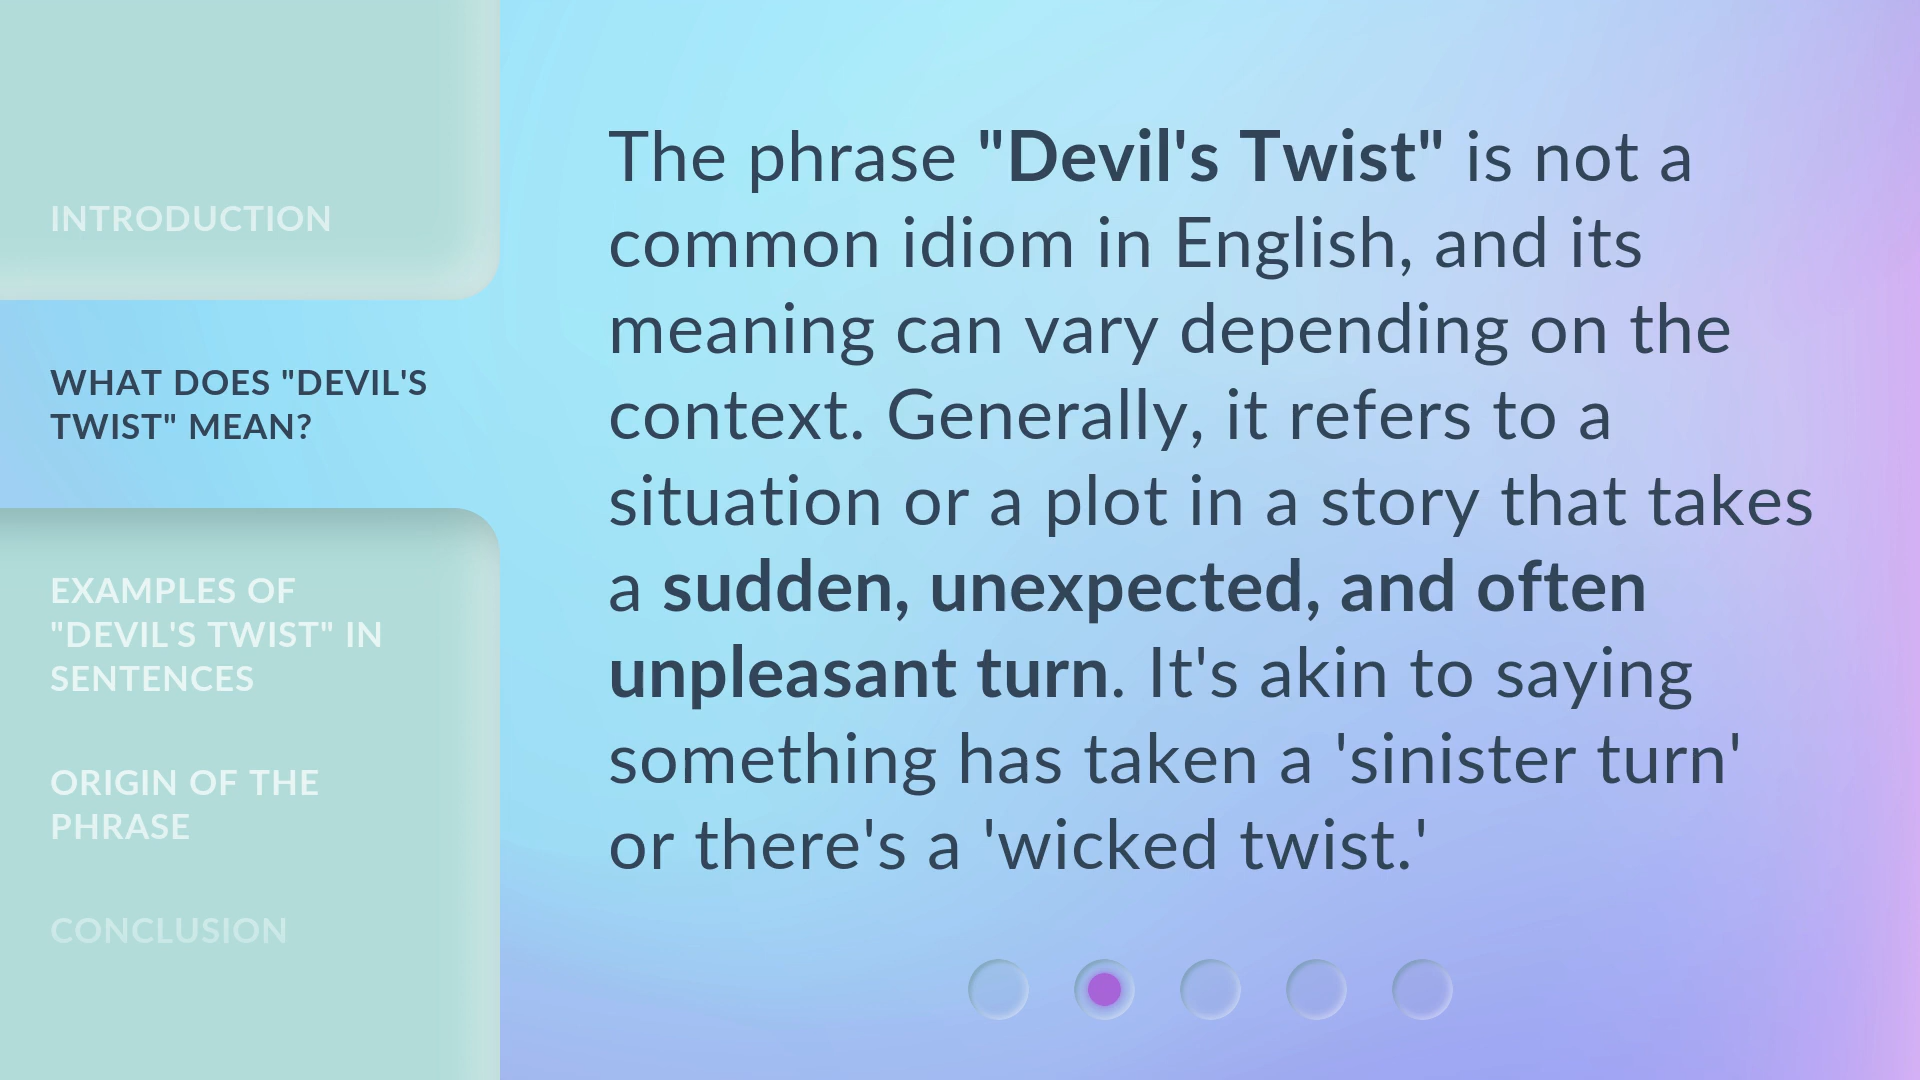 INTRODUCTION
WHAT DOES "DEVIL'S
TWIST" MEAN?
EXAMPLES OF
"DEVIL'S TWIST" IN
SENTENCES
ORIGIN OF THE
PHRASE
CONCLUSION
The phrase "Devil's Twist" is not a
common idiom in English, and its
meaning can vary depending on the
context. Generally, it refers to a
situation or a plot in a story that takes
a sudden, unexpected, and often
unpleasant turn. It's akin to saying
something has taken a 'sinister turn'
or there's a 'wicked twist.'